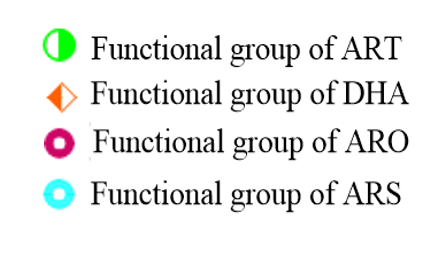 Functional group of ART
Functional group of DHA
Functional group of ARO
Functional group of ARS